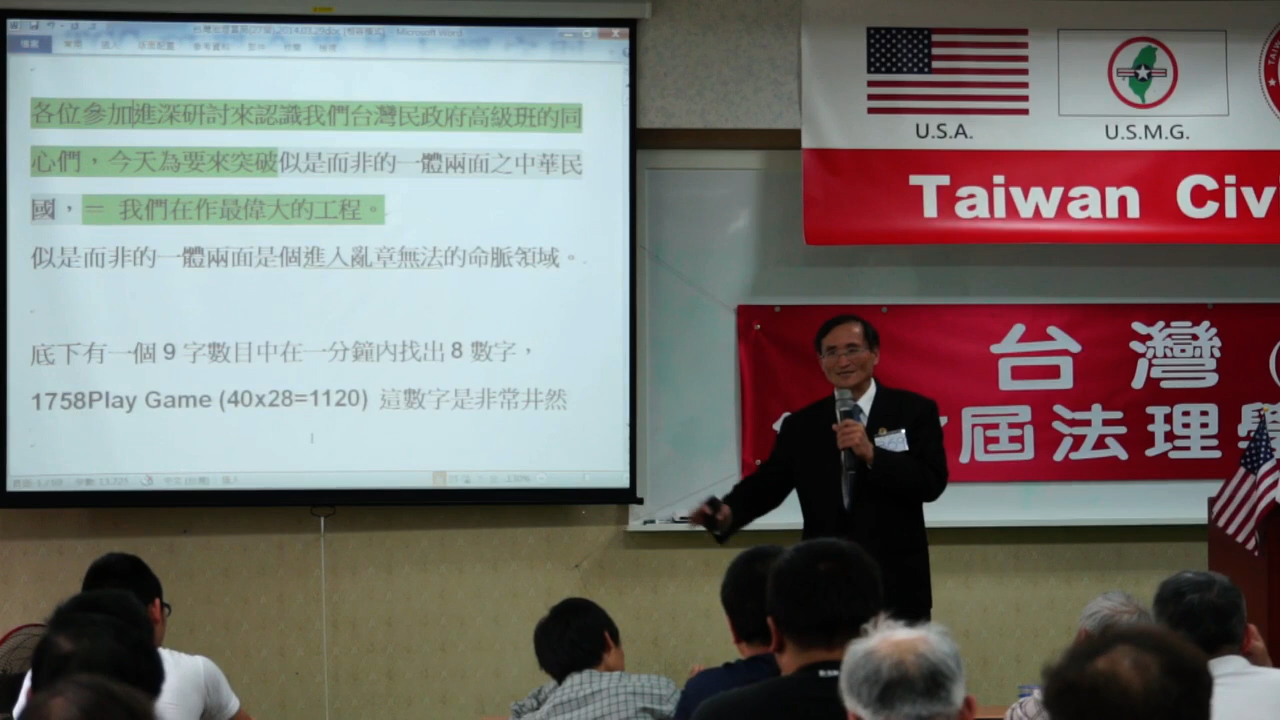 Microsoft Word
各位參加進深研討來認識我們台灣民政府高級班的同
心們，今天為要來突破似是而非的一體兩面之中華民
國，＝ 我們在作最偉大的工程。
似是而非的一體兩面是個進入亂章無法的命脈領域。
底下有一個 9 字數目中在一分鐘內找出 8 數字，
1758Play Game (40x28=1120) 這數字是非常井然
U.S.A.
U.S.M.G.
Taiwan Civ
台灣
屆法理學